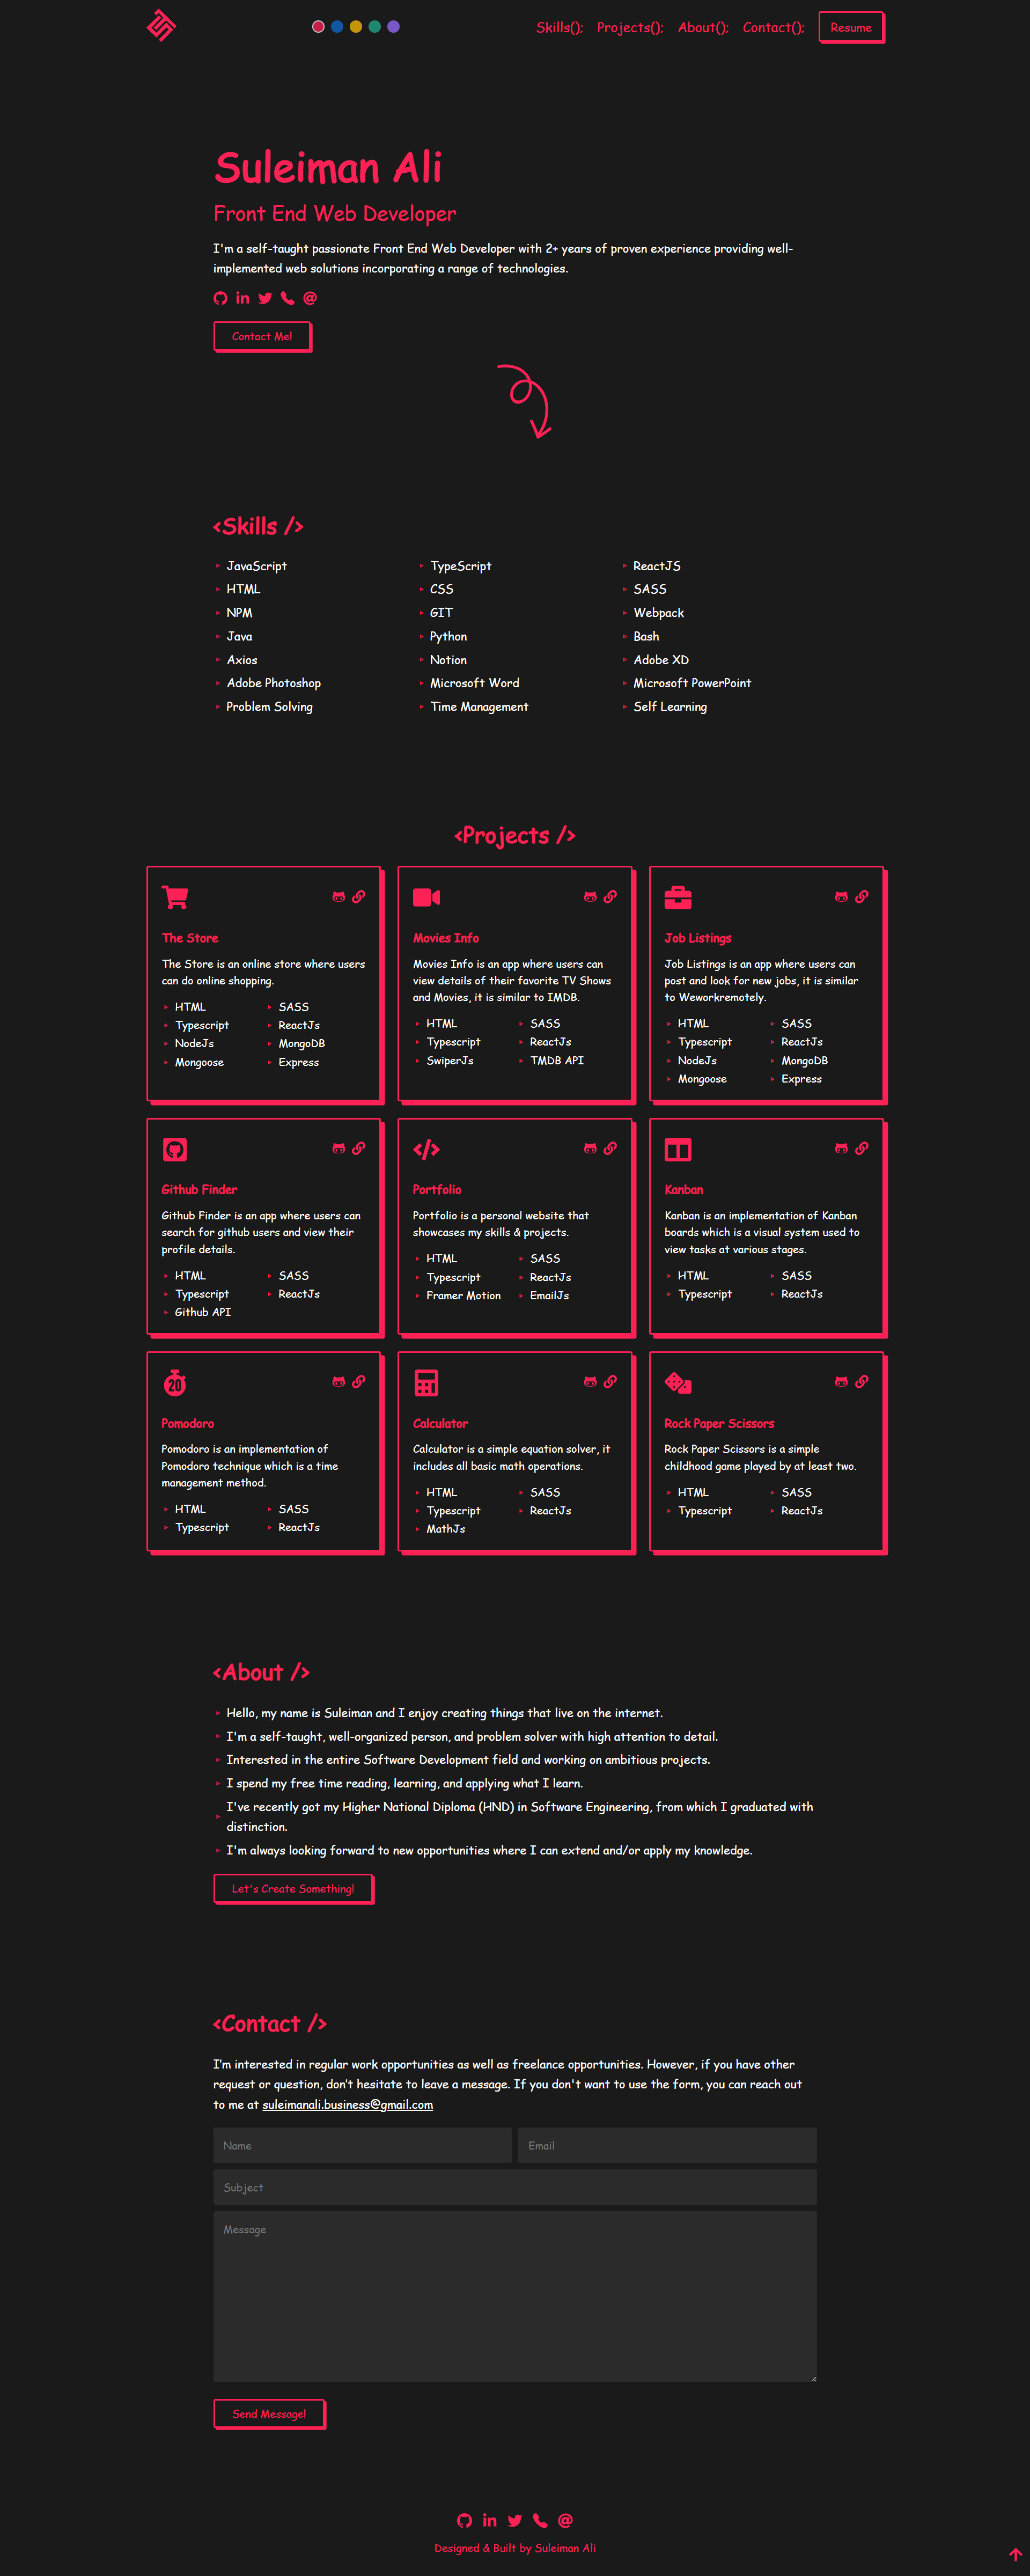 Skills(); Projects(); About(); Contact(); Resume
Suleiman Ali
Front End Web Developer
I'm a self-taught passionate Front End Web Developer with 2+ years of proven experience providing well-
implemented web solutions incorporating a range of technologies.
Contact Me!
<Skills />
JavaScript TypeScript ReactJS
HTML CSS SASS
NPM GIT Webpack
Java Python Bash
Axios Notion Adobe XD
Adobe Photoshop Microsoft Word Microsoft PowerPoint
Problem Solving Time Management Self Learning
<Projects />
The Store
The Store is an online store where users
can do online shopping.
HTML SASS
Typescript ReactJs
NodeJs MongoDB
Mongoose Express
Movies Info
Movies Info is an app where users can
view details of their favorite TV Shows
and Movies, it is similar to IMDB.
HTML SASS
Typescript ReactJs
SwiperJs TMDB API
Job Listings
Job Listings is an app where users can
post and look for new jobs, it is similar
to Weworkremotely.
HTML SASS
Typescript ReactJs
NodeJs MongoDB
Mongoose Express
Github Finder
Github Finder is an app where users can
search for github users and view their
profile details.
HTML SASS
Typescript ReactJs
Github API
Portfolio
Portfolio is a personal website that
showcases my skills & projects.
HTML SASS
Typescript ReactJs
Framer Motion EmailJs
Kanban
Kanban is an implementation of Kanban
boards which is a visual system used to
view tasks at various stages.
HTML SASS
Typescript ReactJs
20
Pomodoro
Pomodoro is an implementation of
Pomodoro technique which is a time
management method.
HTML SASS
Typescript ReactJs
Calculator
Calculator is a simple equation solver, it
includes all basic math operations.
HTML SASS
Typescript ReactJs
MathJs
Rock Paper Scissors
Rock Paper Scissors is a simple
childhood game played by at least two.
HTML SASS
Typescript ReactJs
<About />
Hello, my name is Suleiman and I enjoy creating things that live on the internet.
I'm a self-taught, well-organized person, and problem solver with high attention to detail.
Interested in the entire Software Development field and working on ambitious projects.
I spend my free time reading, learning, and applying what I learn.
I've recently got my Higher National Diploma (HND) in Software Engineering, from which I graduated with
distinction.
I'm always looking forward to new opportunities where I can extend and/or apply my knowledge.
Let's Create Something!
<Contact />
I'm interested in regular work opportunities as well as freelance opportunities. However, if you have other
request or question, don't hesitate to leave a message. If you don't want to use the form, you can reach out
to me at suleimanali.business@gmail.com
Name Email
Subject
Message
Send Message!
Designed & Built by Suleiman Ali